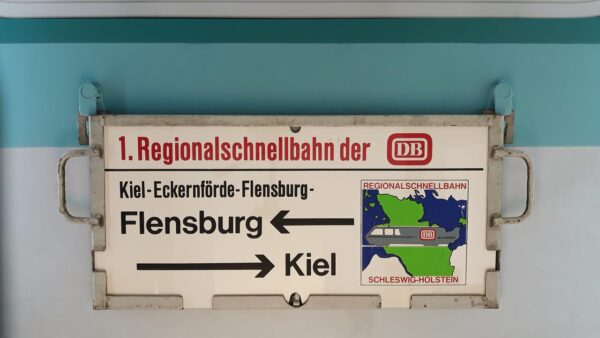 1. Regionalschnellbahn der DB
Kiel-Eckernförde-Flensburg-
Flensburg ←
→ Kiel
REGIONALSCHNELLBAHN
DB
SCHLESWIG-HOLSTEIN